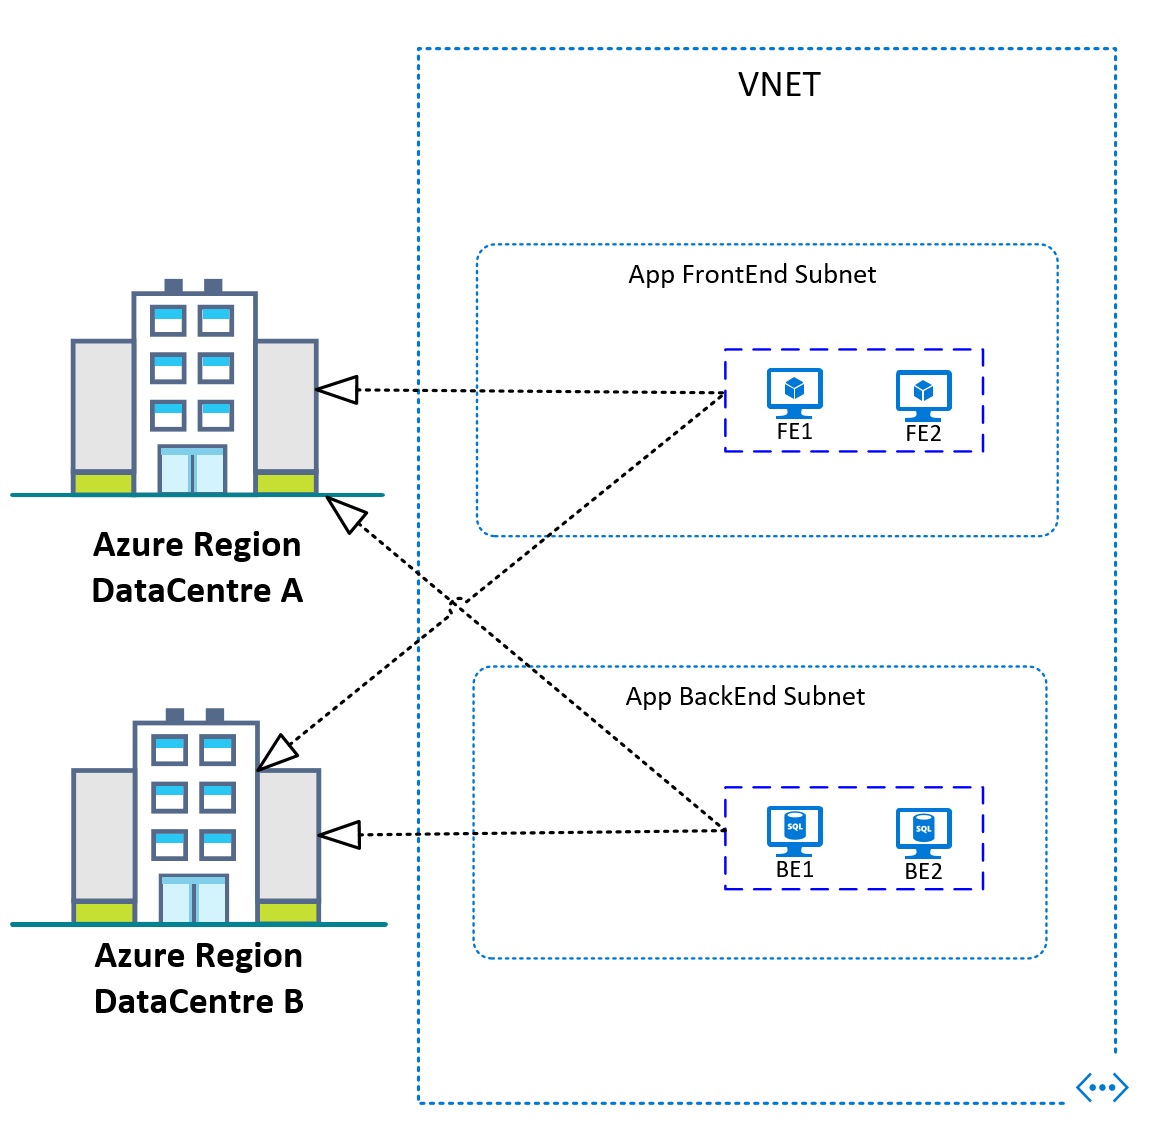 VNET
App FrontEnd Subnet
FE1
FE2
Azure Region
DataCentre A
App BackEnd Subnet
SQL
SQL
BE1
BE2
Azure Region
DataCentre B